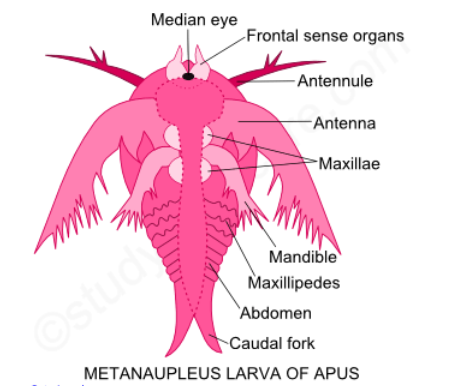 Median eye
Frontal sense organs
Antennule
Antenna
Maxillae
Mandible
Maxillipedes
Abdomen
Caudal fork
METANAUPLEUS LARVA OF APUS